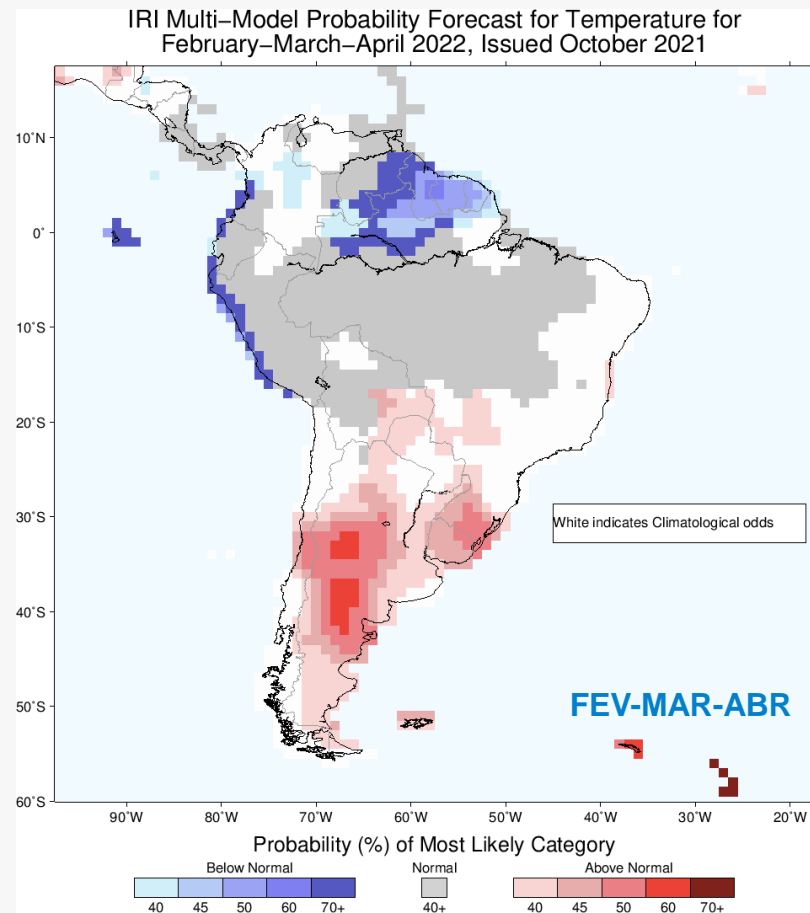 IRI Multi−Model Probability Forecast for Temperature for
February−March−April 2022, Issued October 2021
10˚N
0˚
10˚S
20˚S
30˚S
White indicates Climatological odds
40˚S
50˚S
FEV-MAR-ABR
60˚S
90˚W 80˚W 70˚W 60˚W 50˚W 40˚W 30˚W 20˚W
Probability (%) of Most Likely Category
Below Normal Normal Above Normal
40 45 50 60 70+ 40+ 40 45 50 60 70+